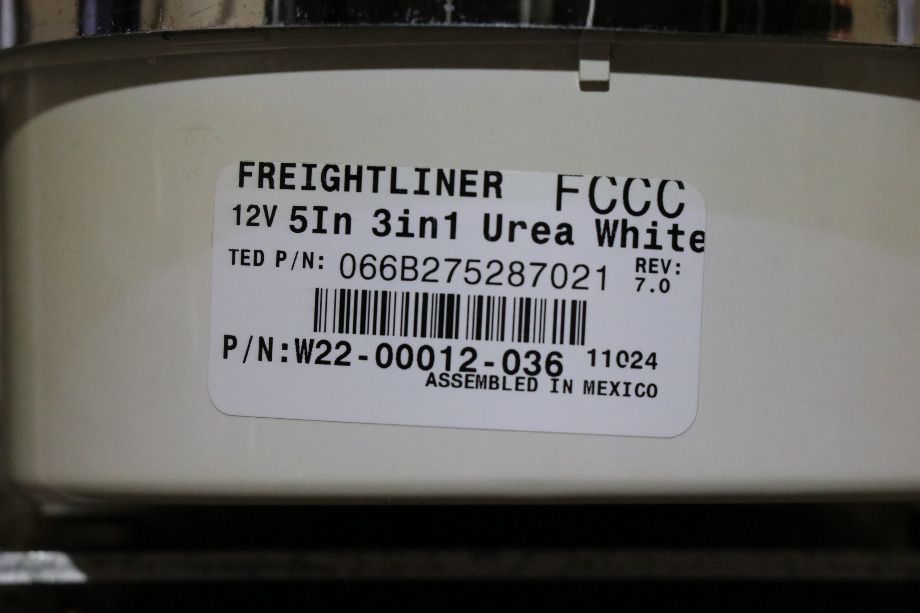 FREIGHTLINER FCCC
12V 5In 3in1 Urea White
TED P/N: 066B275287021 REV: 7.0
P/N:W22-00012-036 11024
ASSEMBLED IN MEXICO